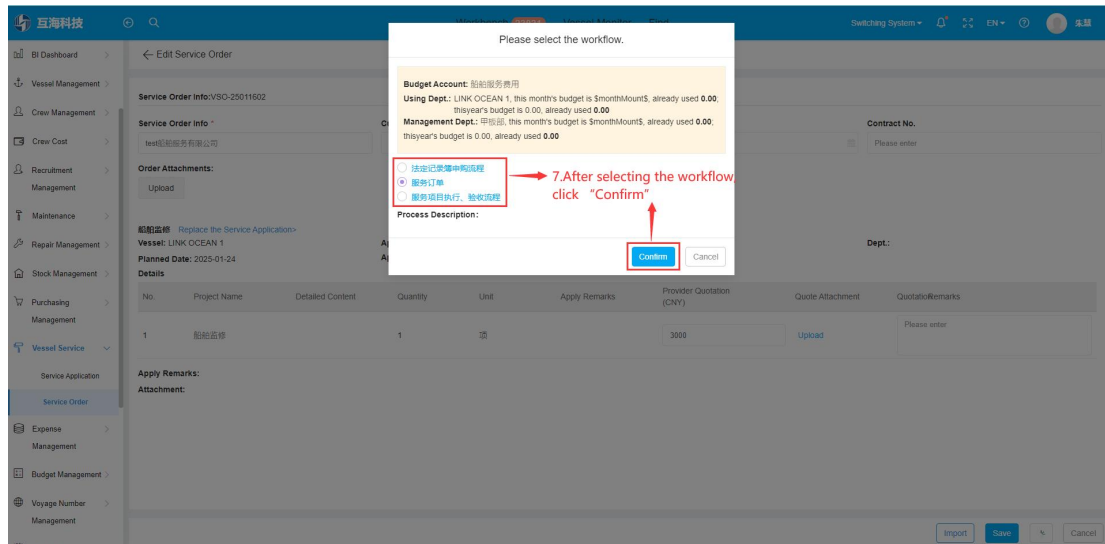 互海科技
Switching System
EN
朱慧
BI Dashboard
Vessel Management
Crew Management
Crew Cost
Recruitment
Management
Maintenance
Repair Management
Stock Management
Purchasing
Management
Vessel Service
Service Application
Service Order
Expense
Management
Budget Management
Voyage Number
Management
← Edit Service Order
Service Order Info:VSO-25011602
Service Order Info *
test船舶服务有限公司
Contract No.
Please enter
Order Attachments:
Upload
船舶监修 Replace the Service Application>
Vessel: LINK OCEAN 1
Dept.:
Planned Date: 2025-01-24
Details
No. Project Name Detailed Content Quantity Unit Apply Remarks Provider Quotation (CNY) Quote Attachment QuotationRemarks
1 船舶监修 1 项 3000 Upload Please enter
Apply Remarks:
Attachment:
Please select the workflow.
Budget Account: 船舶服务费用
Using Dept.: LINK OCEAN 1, this month's budget is $monthMount$, already used 0.00;
thisyear's budget is 0.00, already used 0.00
Management Dept.: 甲板部, this month's budget is $monthMount$, already used 0.00;
thisyear's budget is 0.00, already used 0.00
法定记录簿申购流程
服务订单
服务项目执行、验收流程
7.After selecting the workflow,
click “Confirm”
Process Description:
Confirm Cancel
Import Save Cancel